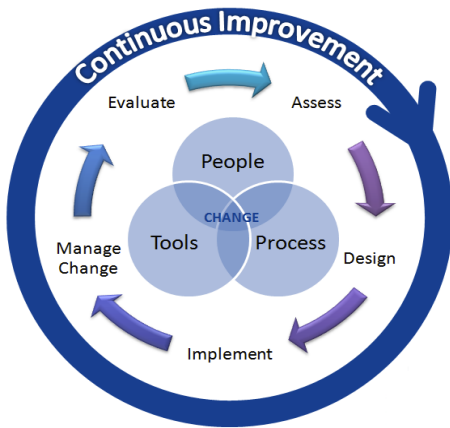 Continuous Improvement
Evaluate
Assess
People
CHANGE
Tools
Process
Manage
Change
Design
Implement